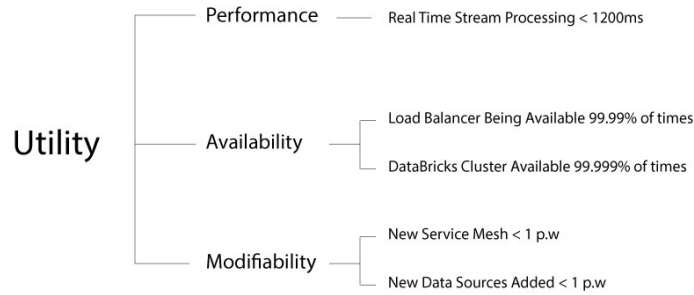 Utility
Performance
Real Time Stream Processing < 1200ms
Availability
Load Balancer Being Available 99.99% of times
DataBricks Cluster Available 99.999% of times
Modifiability
New Service Mesh < 1 p.w
New Data Sources Added < 1 p.w